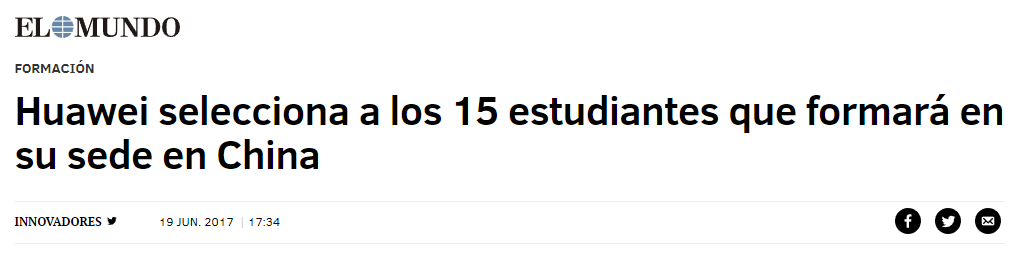 EL MUNDO
FORMACIÓN
Huawei selecciona a los 15 estudiantes que formará en
su sede en China
INNOVADORES 19 JUN. 2017 | 17:34